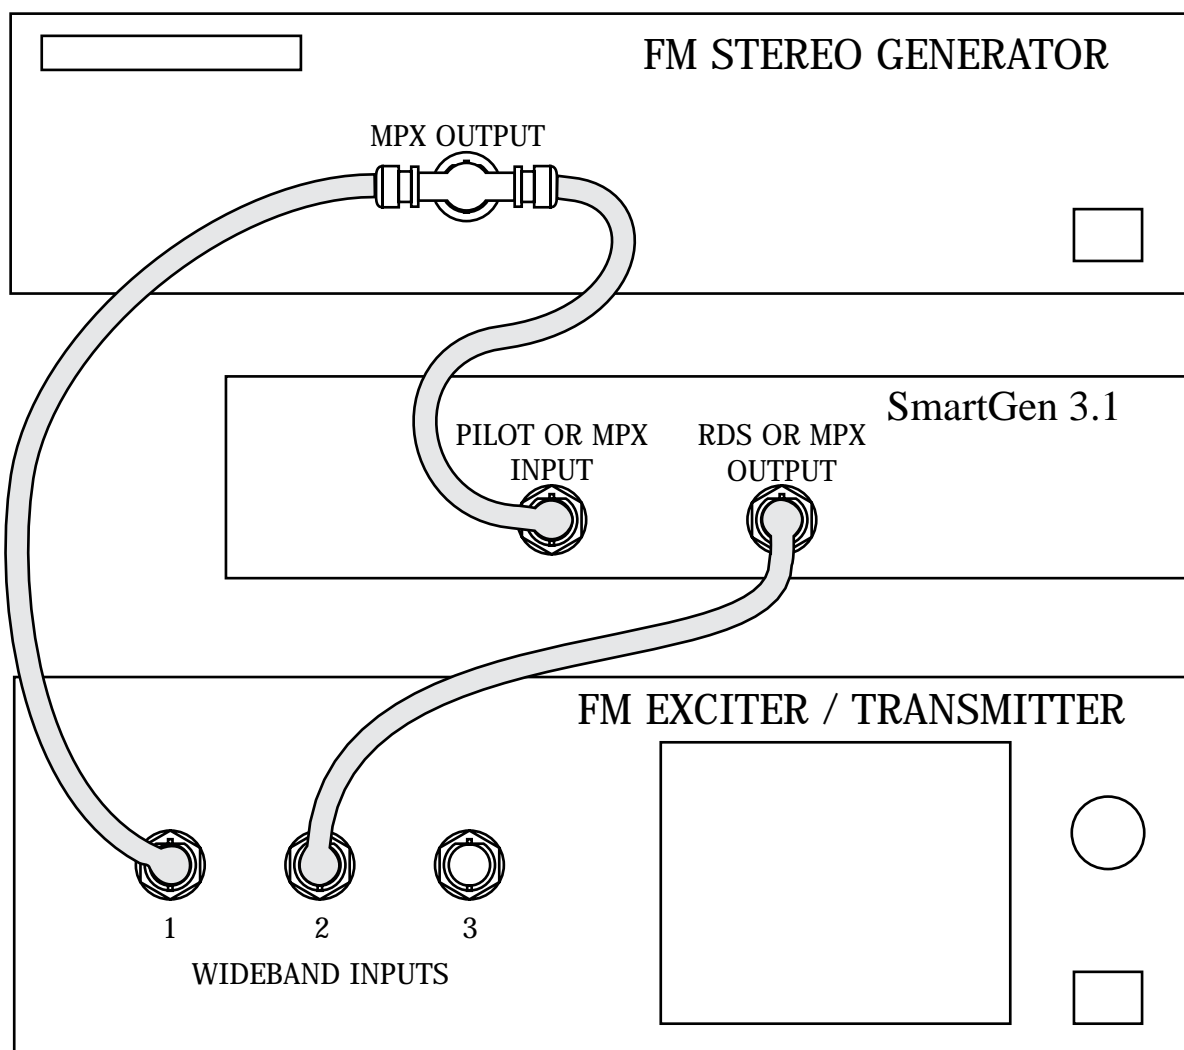 FM STEREO GENERATOR
MPX OUTPUT
SmartGen 3.1
PILOT OR MPX
INPUT
RDS OR MPX
OUTPUT
FM EXCITER / TRANSMITTER
1
2
3
WIDEBAND INPUTS